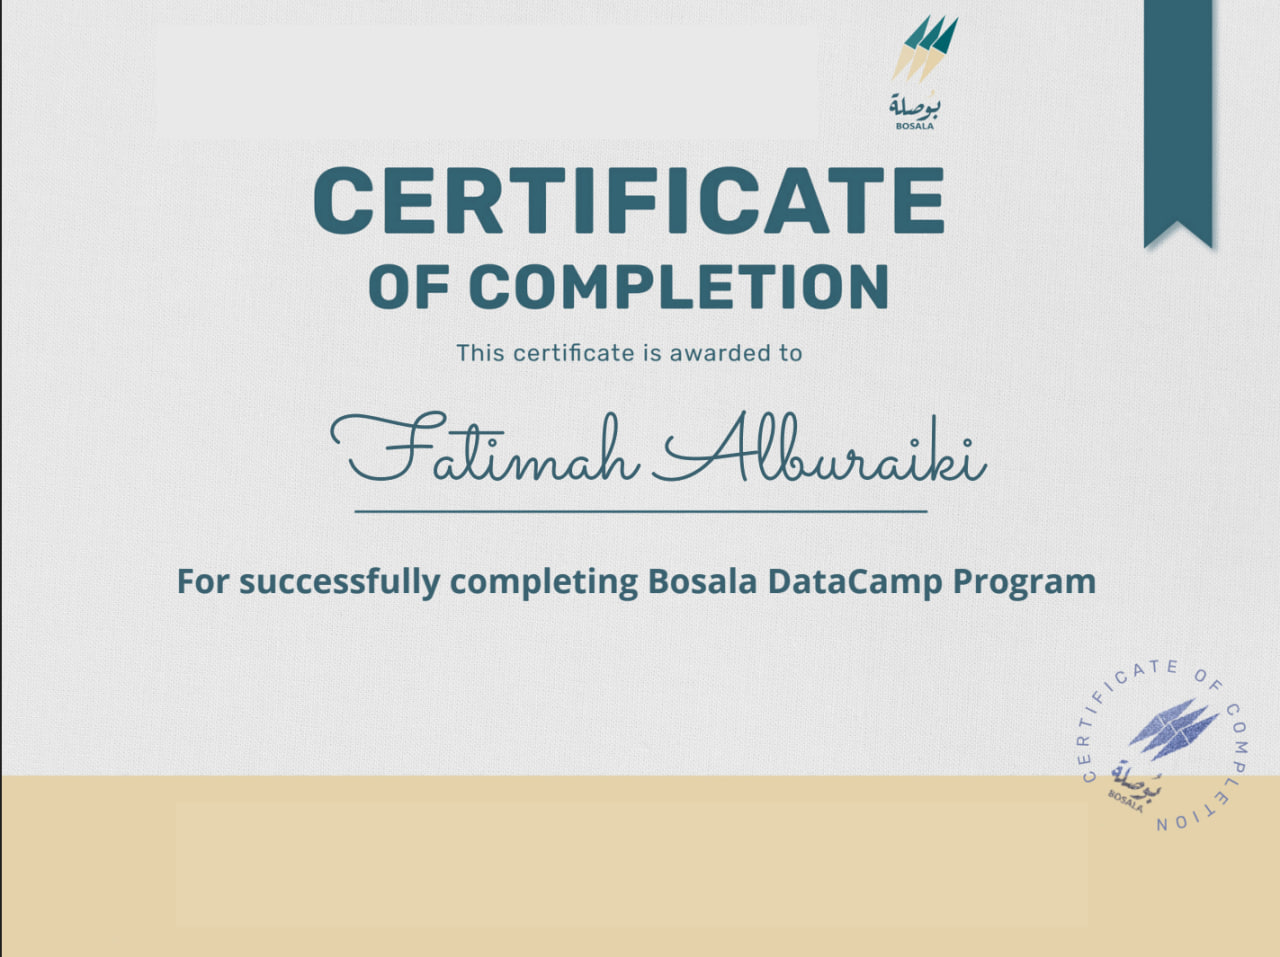 بوصلة
BOSALA
CERTIFICATE
OF COMPLETION
This certificate is awarded to
Fatimah Alburaiki
For successfully completing Bosala DataCamp Program
CERTIFICATE OF COMPLETION
بوصلة
BOSALA